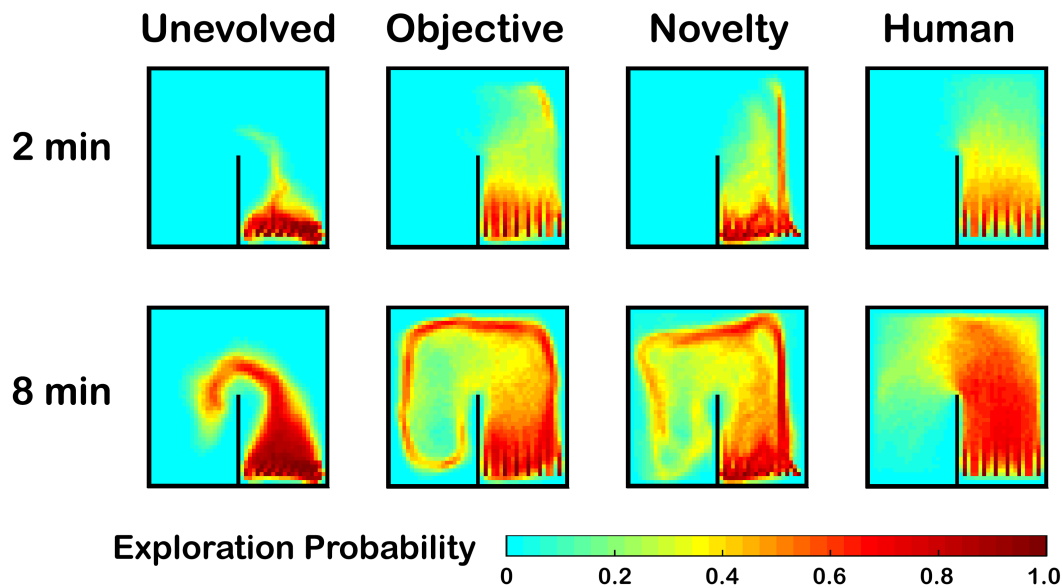 Unevolved Objective Novelty Human
2 min
8 min
Exploration Probability
0 0.2 0.4 0.6 0.8 1.0